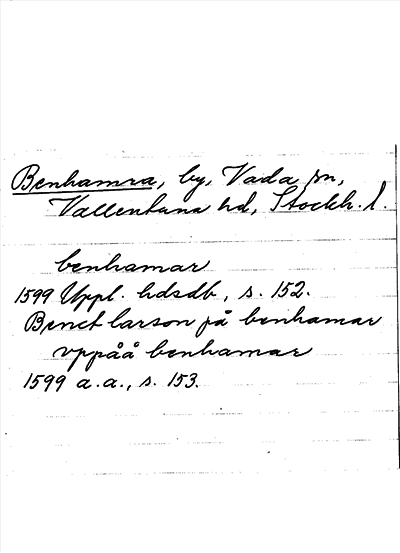 Benhamra, by, Vada sn,
Vallentuna hd, Stockh. l.
benhamar
1599 Uppl. hdsdb, s. 152.
Benct larson på benhamar
vppåå benhamar
1599 a.a., s. 153.